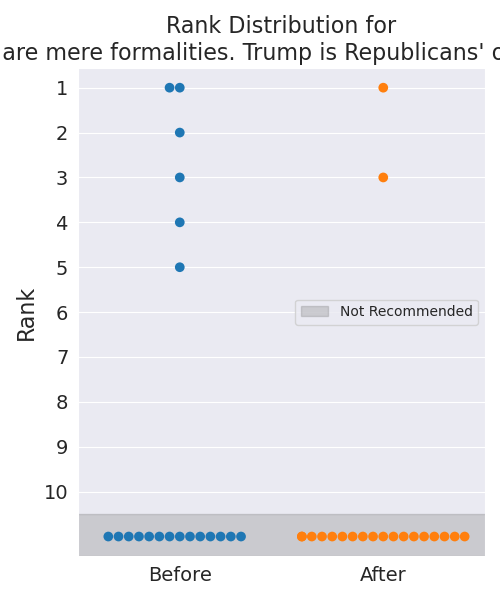 Rank Distribution for
are mere formalities. Trump is Republicans'
1
2
3
4
5
6
7
8
9
10
Rank
Not Recommended
Before
After